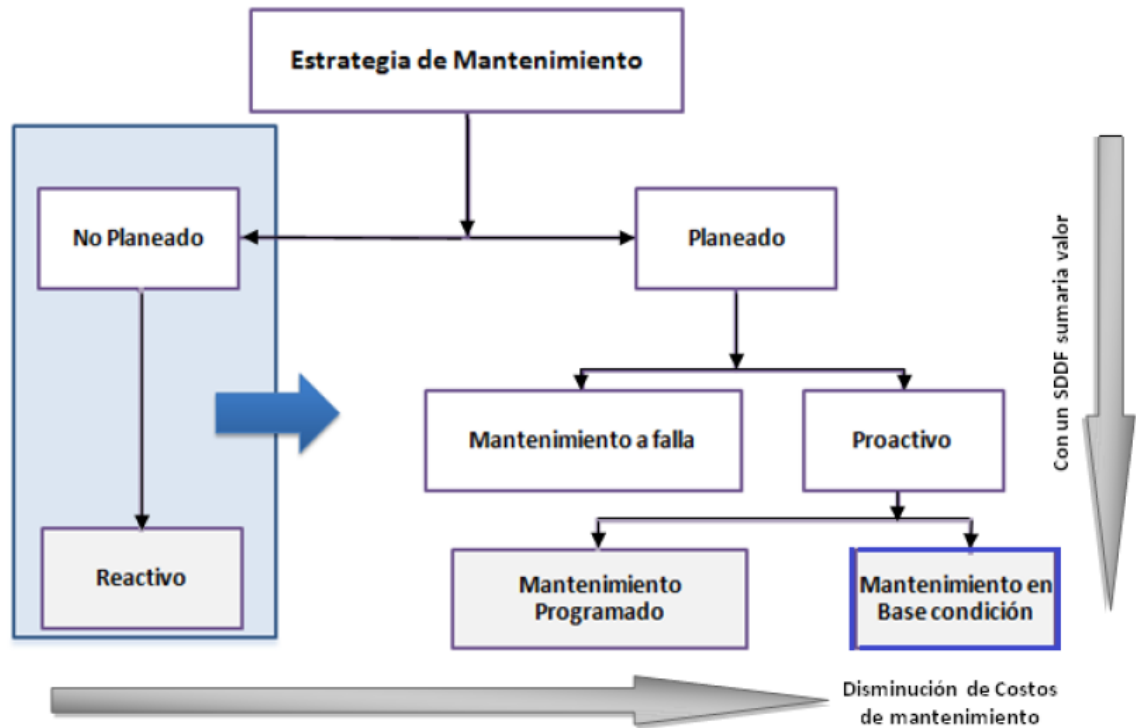 Estrategia de Mantenimiento
No Planeado
Planeado
Mantenimiento a falla
Proactivo
Reactivo
Mantenimiento
Programado
Mantenimiento en
Base condición
Con un SDDF sumaria valor
Disminución de Costos
de mantenimiento